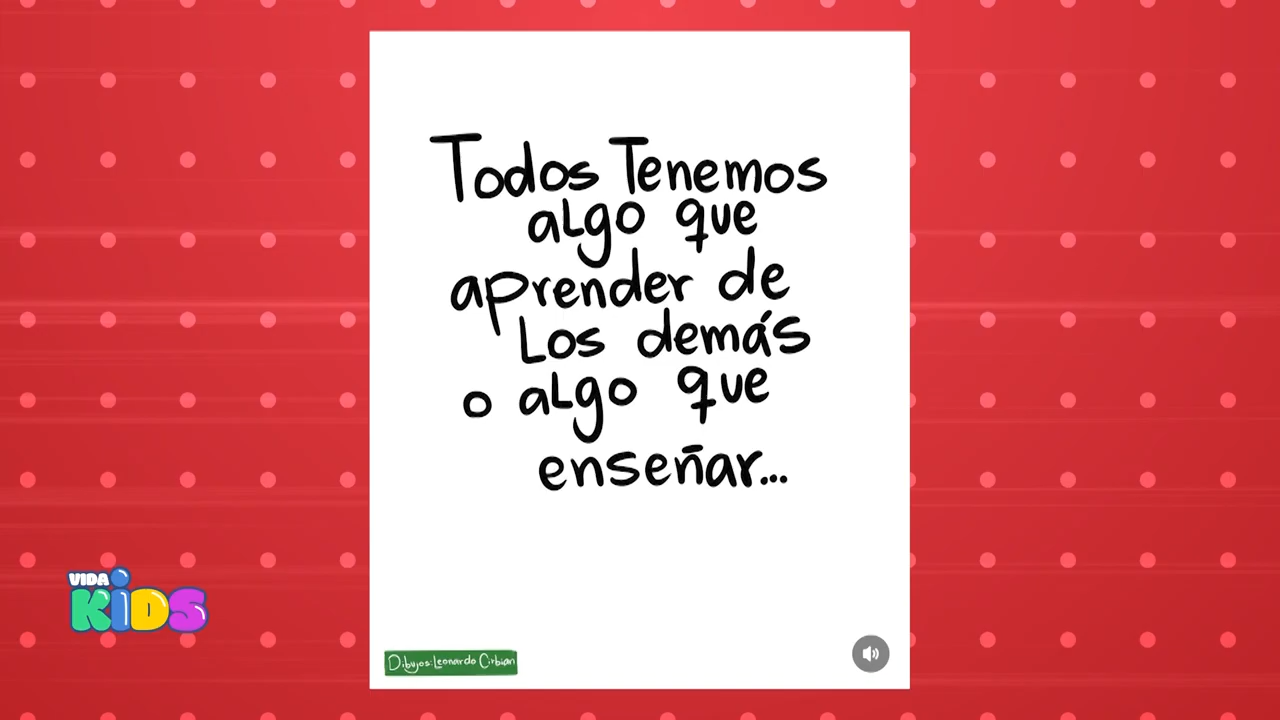 Todos Tenemos
algo que
aprender de
Los demás
o algo que
enseñar...
VIDA
KiDS
Dibujos: Leonardo Cirbian